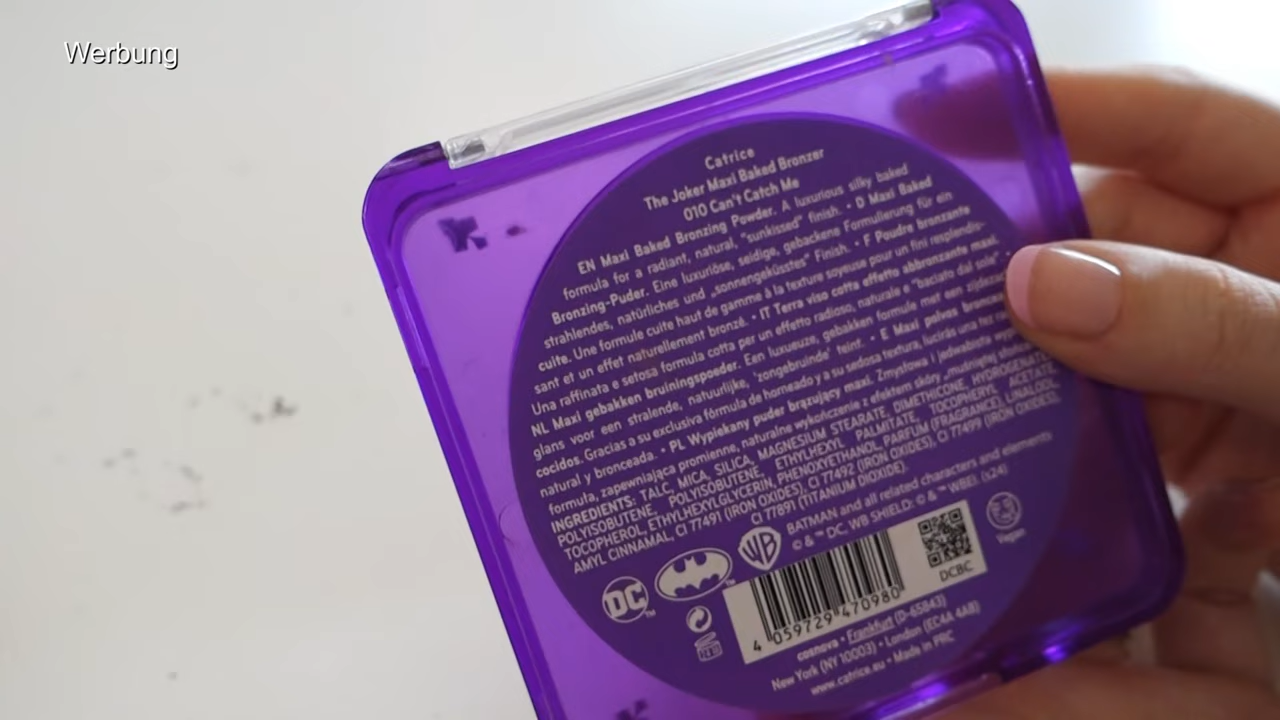 Werbung
Catrice
The Joker Maxi Baked Bronzer
010 Can't Catch Me
EN Maxi Baked Bronzing Powder. A luxurious silky baked
formula for a radiant, natural, "sunkissed" finish. • D Maxi Baked
Bronzing-Puder. Eine luxuriöse, seidige, gebackene Formulierung für ein
strahlendes, natürliches und „sonnengeküsstes“ Finish. • F Poudre bronzante
cuite. Une formule cuite haut de gamme à la texture soyeuse pour un fini resplendis-
sant et un effet naturellement bronzé. • IT Terra viso cotta effetto abbronzante maxi.
Una raffinata e setosa formula cotta per un effetto radioso, naturale e "baciato dal sole".
NL Maxi gebakken bruiningspoeder. Een luxueuze, gebakken formule met een
glans voor een stralende, natuurlijke, 'zongebruinde' teint. • E Maxi polvos
cocidos. Gracias a su exclusiva fórmula de horneado y a su sedosa textura, lucirás una tez
natural y bronceada. • PL Wypiekany puder brązujący maxi. Zmysłowa i jedwabista
formuła, zapewniająca promienne, naturalne wykończenie z efektem skóry „muśniętej
INGREDIENTS: TALC, MICA, SILICA, MAGNESIUM STEARATE, DIMETHICONE, HYDROGENATED
POLYISOBUTENE, POLYISOBUTENE, ETHYLHEXYL PALMITATE, TOCOPHERYL ACETATE,
TOCOPHEROL, ETHYLHEXYLGLYCERIN, PHENOXYETHANOL, PARFUM (FRAGRANCE), LINALOOL,
AMYL CINNAMAL, CI 77491 (IRON OXIDES), CI 77492 (IRON OXIDES), CI 77499 (IRON OXIDES),
CI 77891 (TITANIUM DIOXIDE).
BATMAN and all related characters and elements
© & ™ DC. WB SHIELD: © & ™ WBEI. (s24)
DC™
WB
Vegan
DCBC
4 059729 470980
cosnova • Frankfurt (D-65843)
New York (NY 10003) • London (EC4A 4AB)
www.catrice.eu • Made in PRC